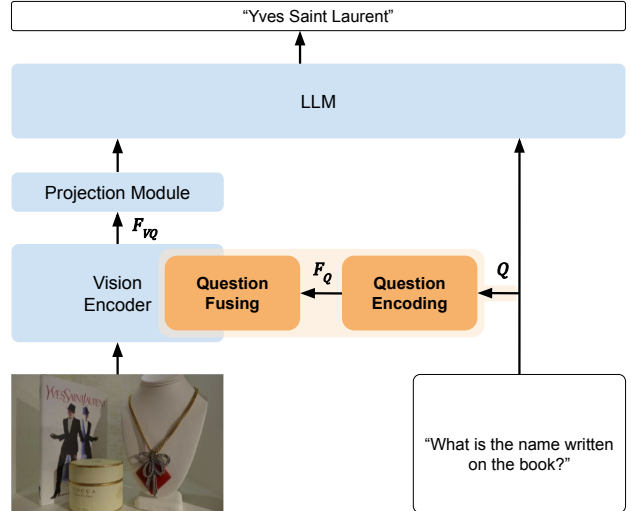 “Yves Saint Laurent”
LLM
Projection Module
F_VQ
Vision
Encoder
Question
Fusing
F_Q
Question
Encoding
Q
YVESSAINTLAURENT
“What is the name written
on the book?”